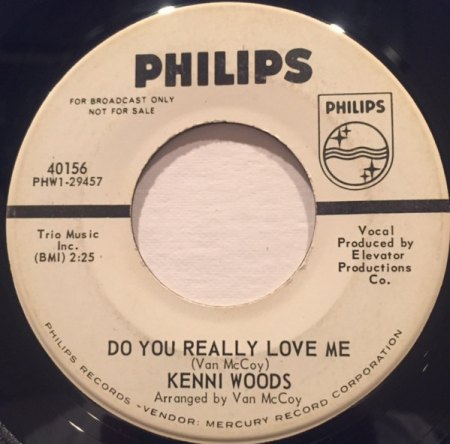 PHILIPS
FOR BROADCAST ONLY
NOT FOR SALE
PHILIPS
40156
PHW1-29457
Trio Music
Inc.
(BMI) 2:25
Vocal
Produced by
Elevator
Productions
Co.
DO YOU REALLY LOVE ME
(Van McCoy)
KENNI WOODS
Arranged by Van McCoy
PHILIPS RECORDS -VENDOR: MERCURY RECORD CORPORATION